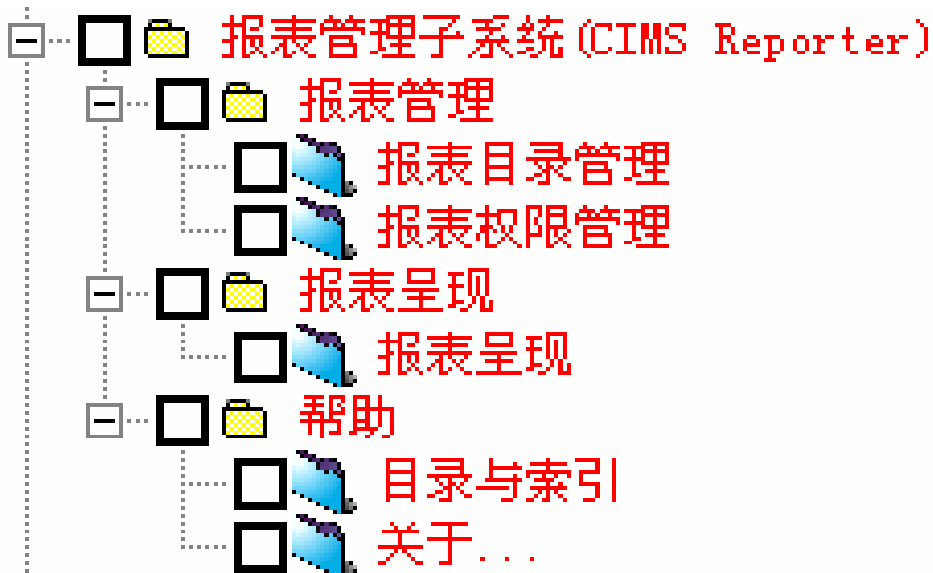 报表管理子系统(CIMS Reporter)
报表管理
报表目录管理
报表权限管理
报表呈现
报表呈现
帮助
目录与索引
关于...